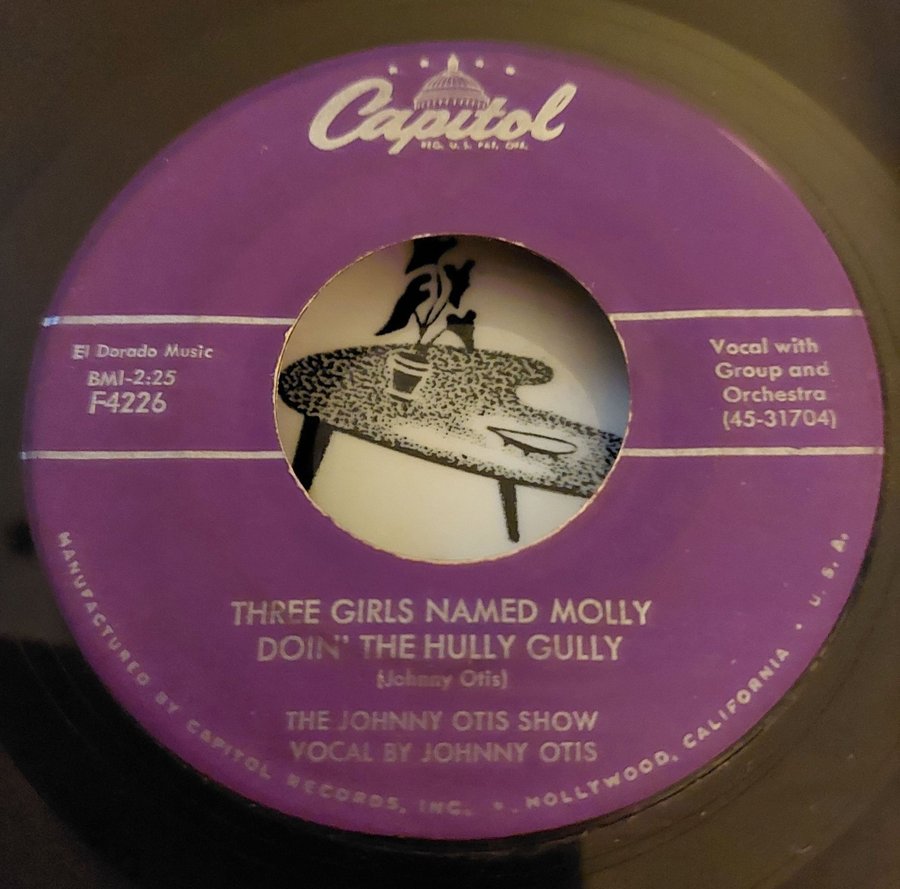 Capitol
REG. U.S. PAT. OFF.
El Dorado Music
BMI-2:25
F4226
Vocal with
Group and
Orchestra
(45-31704)
THREE GIRLS NAMED MOLLY
DOIN' THE HULLY GULLY
(Johnny Otis)
THE JOHNNY OTIS SHOW
VOCAL BY JOHNNY OTIS
MANUFACTURED BY CAPITOL RECORDS, INC. • HOLLYWOOD, CALIFORNIA • U.S.A.